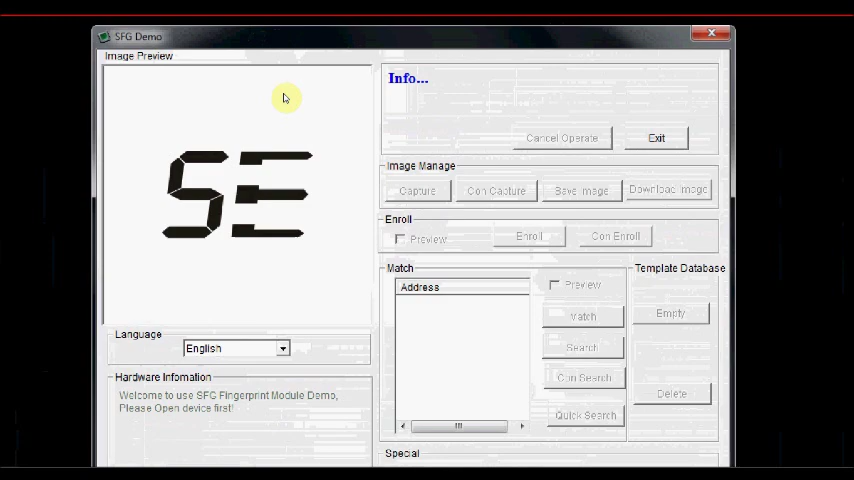 SFG Demo
Image Preview
SE
Info...
Cancel Operate
Exit
Image Manage
Capture
Con Capture
Save Image
Download Image
Enroll
Preview
Enroll
Con Enroll
Match
Address
Preview
Match
Search
Con Search
Quick Search
Template Database
Empty
Delete
Language
English
Hardware Infomation
Welcome to use SFG Fingerprint Module Demo,
Please Open device first!
Special